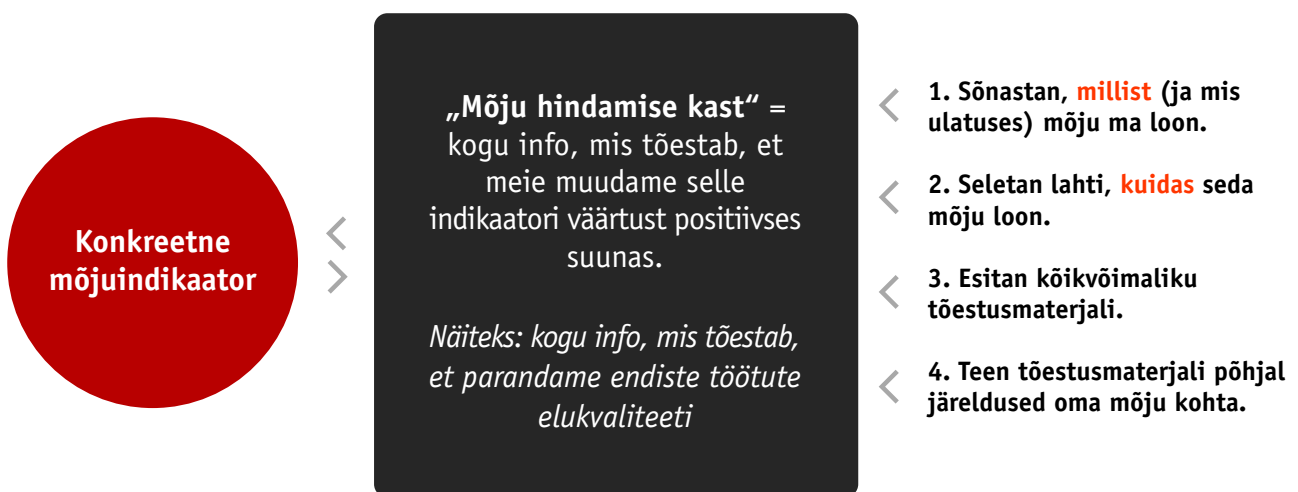 Konkreetne
mõjuindikaator
„Mõju hindamise kast“ =
kogu info, mis tõestab, et
meie muudame selle
indikaatori väärtust positiivses
suunas.
Näiteks: kogu info, mis tõestab,
et parandame endiste töötute
elukvaliteeti
1. Sõnastan, millist (ja mis
ulatuses) mõju ma loon.
2. Seletan lahti, kuidas seda
mõju loon.
3. Esitan kõikvõimaliku
tõestusmaterjali.
4. Teen tõestusmaterjali põhjal
järeldused oma mõju kohta.